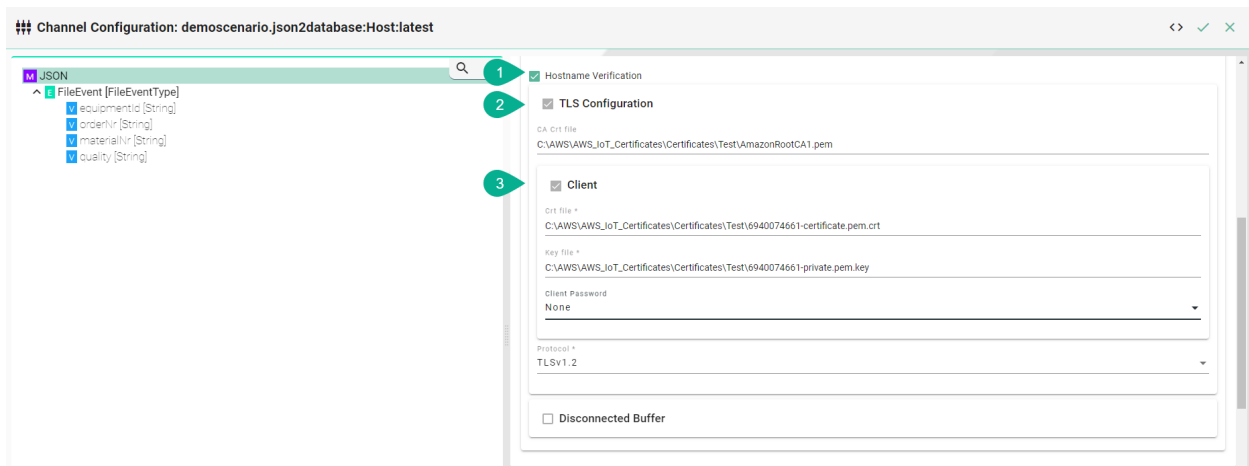 Channel Configuration: demoscenario.json2database:Host:latest
M JSON
E FileEvent [FileEventType]
V equipmentId [String]
V orderNr [String]
V materialNr [String]
V quality [String]
1 Hostname Verification
2 TLS Configuration
CA Crt file
C:\AWS\AWS_IoT_Certificates\Certificates\Test\AmazonRootCA1.pem
3 Client
Crt file *
C:\AWS\AWS_IoT_Certificates\Certificates\Test\6940074661-certificate.pem.crt
Key file *
C:\AWS\AWS_IoT_Certificates\Certificates\Test\6940074661-private.pem.key
Client Password
None
Protocol *
TLSv1.2
Disconnected Buffer